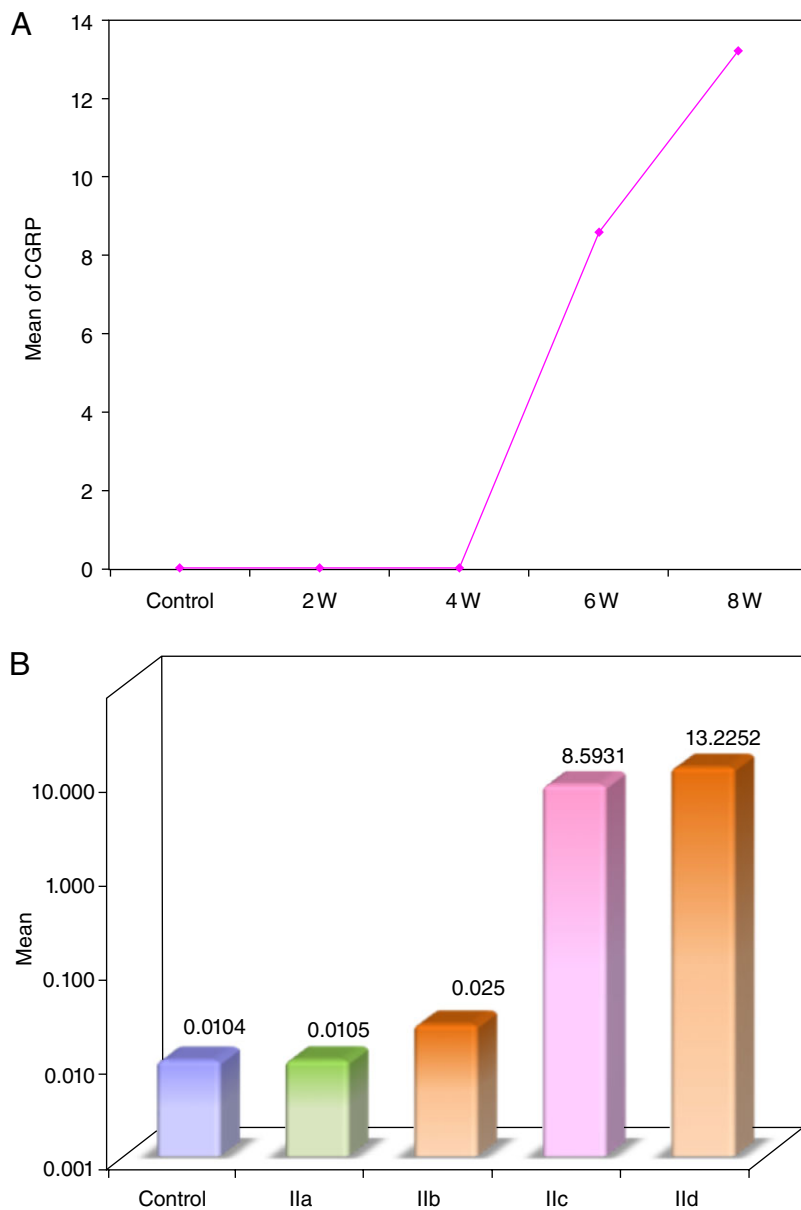 A
14
12
10
8
6
4
2
0
Mean of CGRP
Control 2 W 4 W 6 W 8 W
B
13.2252
8.5931
10.000
1.000
0.100
0.010
0.001
Mean
0.025
0.0104 0.0105
Control IIa IIb IIc IId